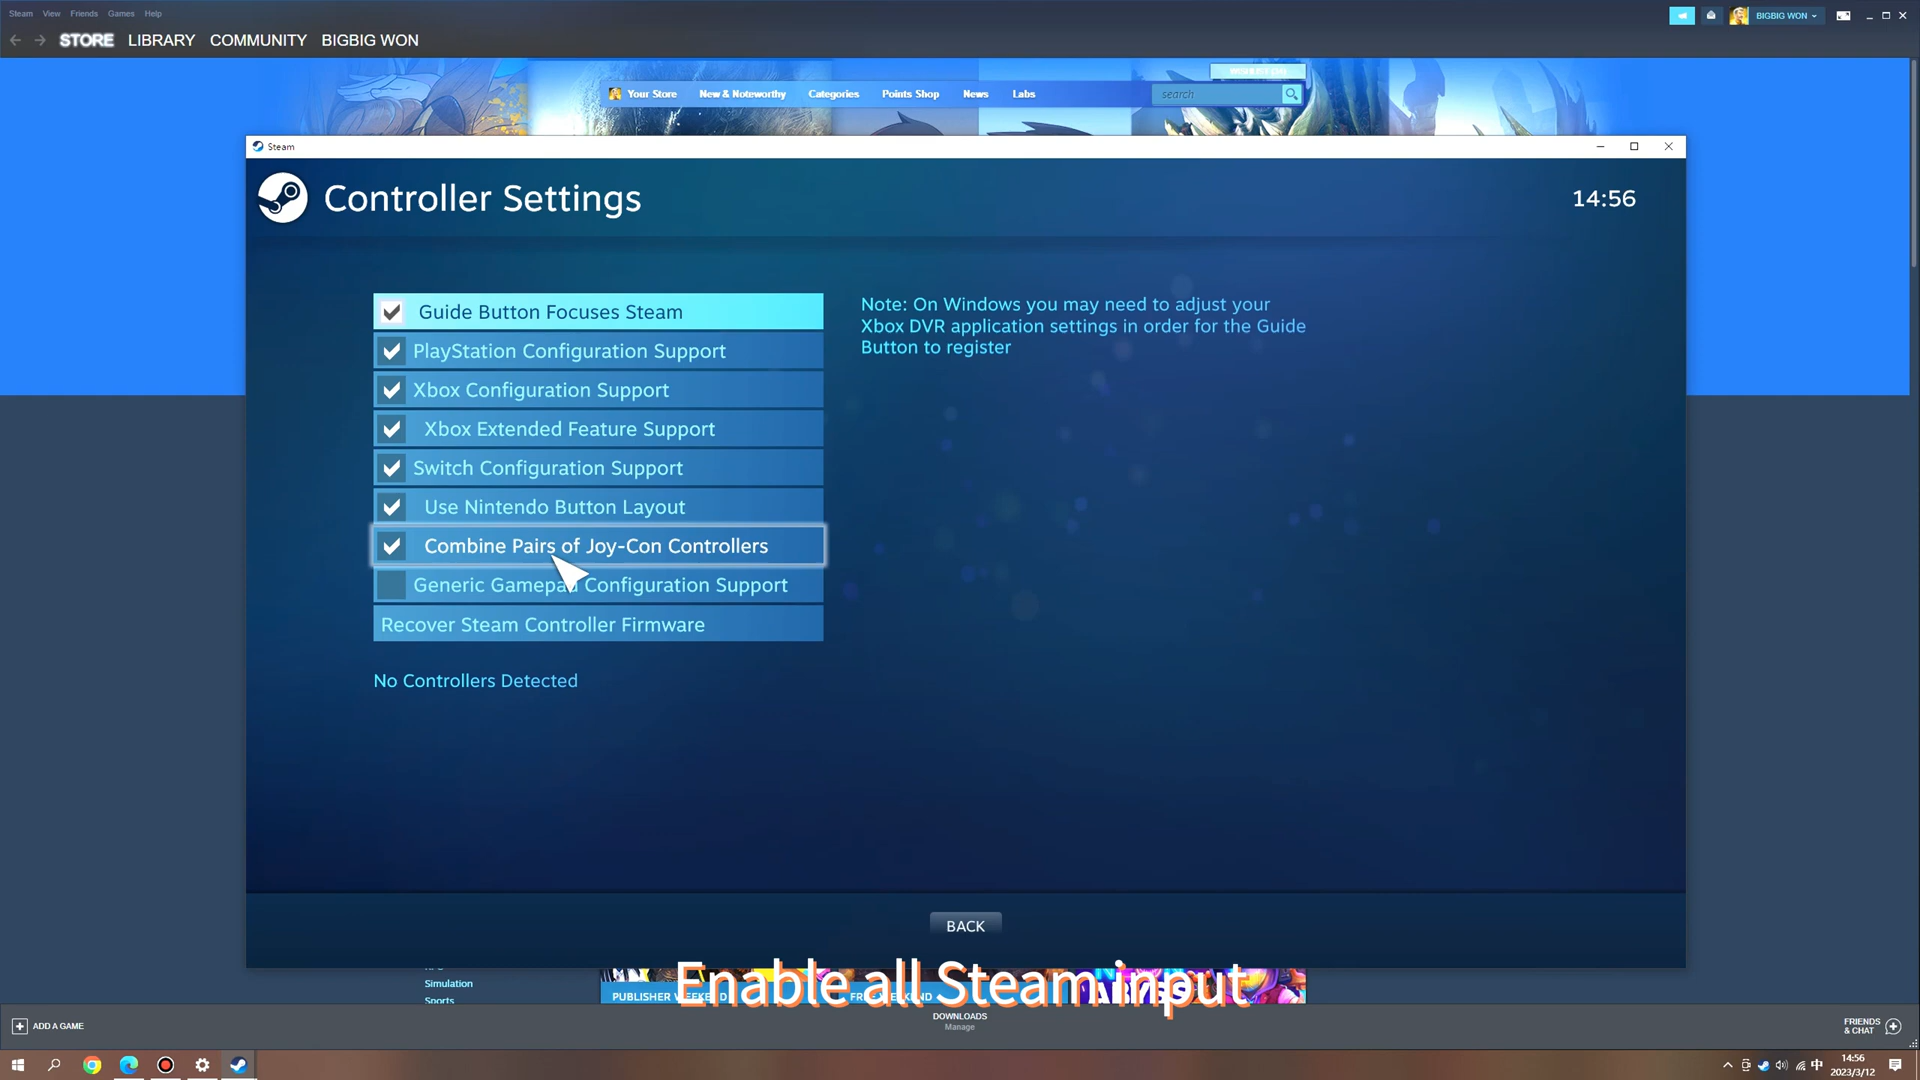 Steam View Friends Games Help
BIGBIG WON
STORE LIBRARY COMMUNITY BIGBIG WON
Your Store New & Noteworthy Categories Points Shop News Labs
search
Steam
Controller Settings
14:56
Guide Button Focuses Steam
PlayStation Configuration Support
Xbox Configuration Support
Xbox Extended Feature Support
Switch Configuration Support
Use Nintendo Button Layout
Combine Pairs of Joy-Con Controllers
Generic Gamepad Configuration Support
Recover Steam Controller Firmware
No Controllers Detected
Note: On Windows you may need to adjust your
Xbox DVR application settings in order for the Guide
Button to register
BACK
Enable all Steam input
Simulation
Sports
PUBLISHER WEEKEND
FREE WEEKEND
ADD A GAME
DOWNLOADS
Manage
FRIENDS
& CHAT
中
14:56
2023/3/12